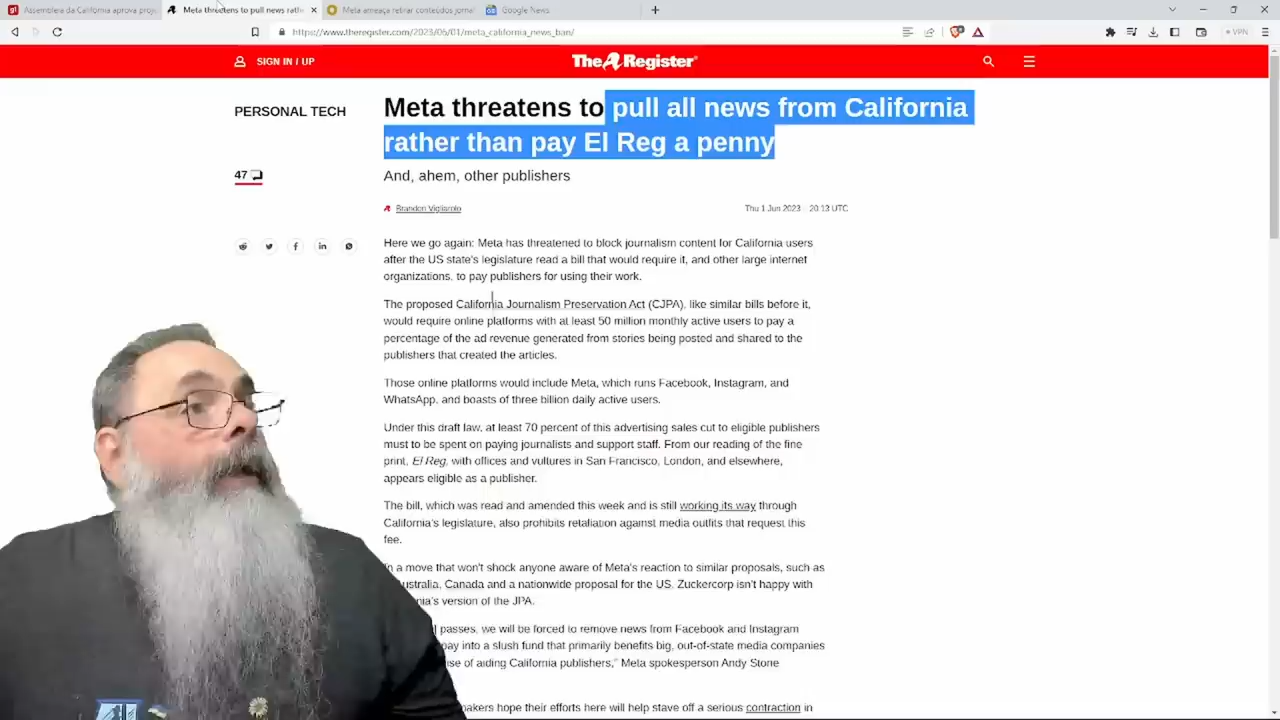 Assembleia da California aprova proj
Meta threatens to pull news rath
Meta ameaça retirar conteúdos jornal
Google News
https://www.theregister.com/2023/06/01/meta_california_news_ban/
VPN
SIGN IN / UP
The Register
PERSONAL TECH
Meta threatens to pull all news from California
rather than pay El Reg a penny
And, ahem, other publishers
47
Brandon Vigliarolo
Thu 1 Jun 2023 20:13 UTC
Here we go again: Meta has threatened to block journalism content for California users
after the US state's legislature read a bill that would require it, and other large internet
organizations, to pay publishers for using their work.
The proposed California Journalism Preservation Act (CJPA), like similar bills before it,
would require online platforms with at least 50 million monthly active users to pay a
percentage of the ad revenue generated from stories being posted and shared to the
publishers that created the articles.
Those online platforms would include Meta, which runs Facebook, Instagram, and
WhatsApp, and boasts of three billion daily active users.
Under this draft law, at least 70 percent of this advertising sales cut to eligible publishers
must to be spent on paying journalists and support staff. From our reading of the fine
print, El Reg, with offices and vultures in San Francisco, London, and elsewhere,
appears eligible as a publisher.
The bill, which was read and amended this week and is still working its way through
California's legislature, also prohibits retaliation against media outfits that request this
fee.
In a move that won't shock anyone aware of Meta's reaction to similar proposals, such as
Australia, Canada and a nationwide proposal for the US, Zuckercorp isn't happy with
nia's version of the JPA.
passes, we will be forced to remove news from Facebook and Instagram
pay into a slush fund that primarily benefits big, out-of-state media companies
nse of aiding California publishers," Meta spokesperson Andy Stone
makers hope their efforts here will help stave off a serious contraction in